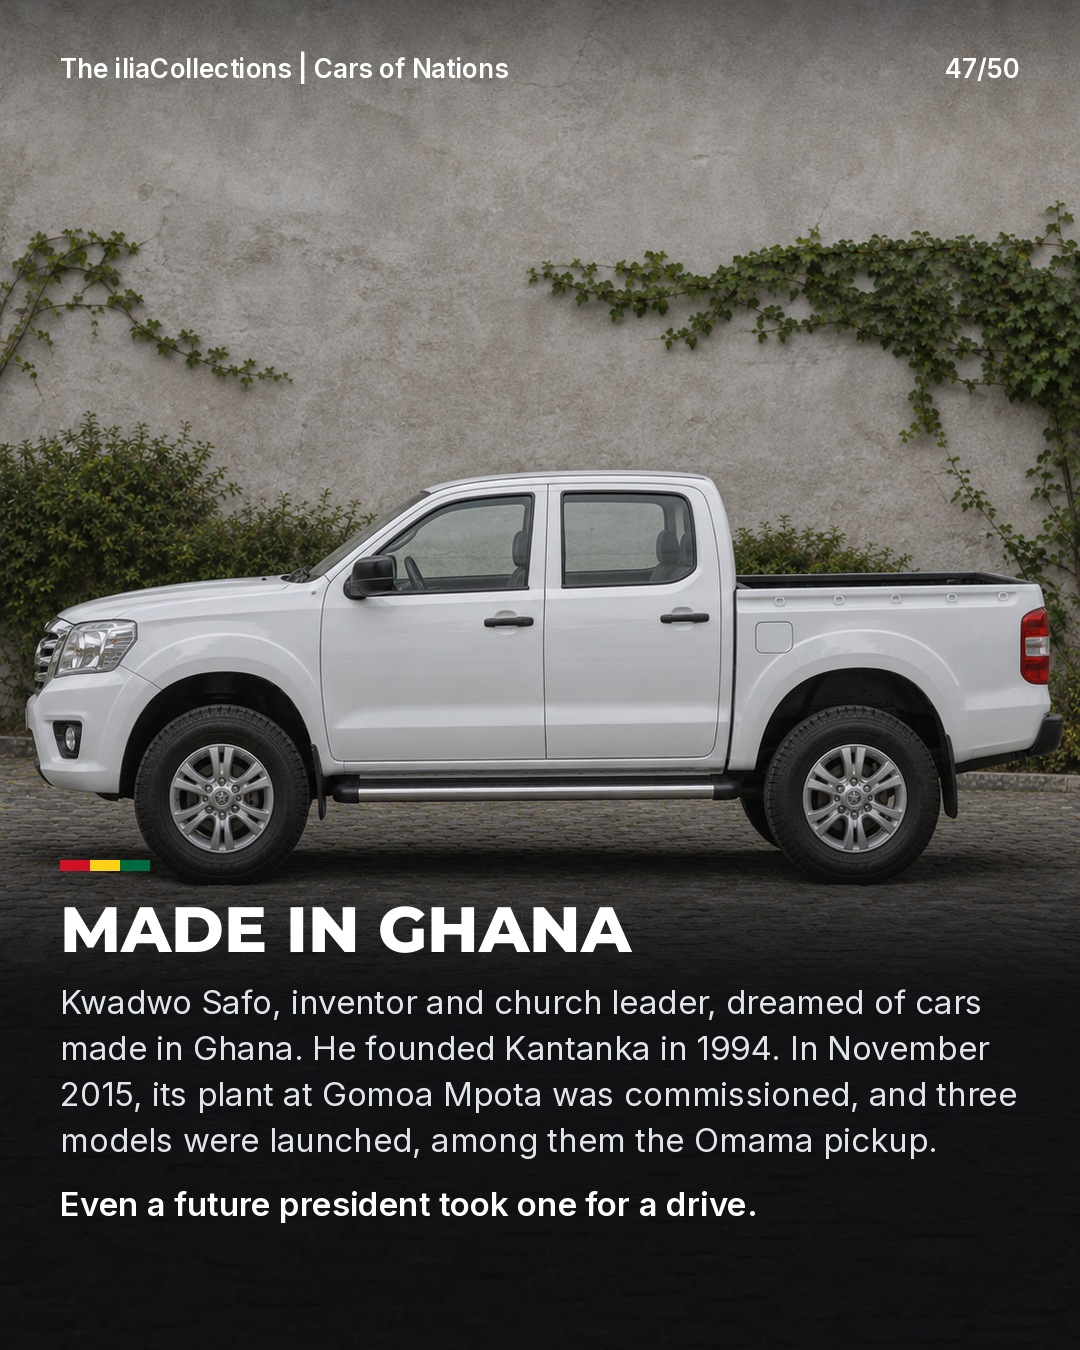 The iliaCollections | Cars of Nations
47/50
MADE IN GHANA
Kwadwo Safo, inventor and church leader, dreamed of cars
made in Ghana. He founded Kantanka in 1994. In November
2015, its plant at Gomoa Mpota was commissioned, and three
models were launched, among them the Omama pickup.
Even a future president took one for a drive.